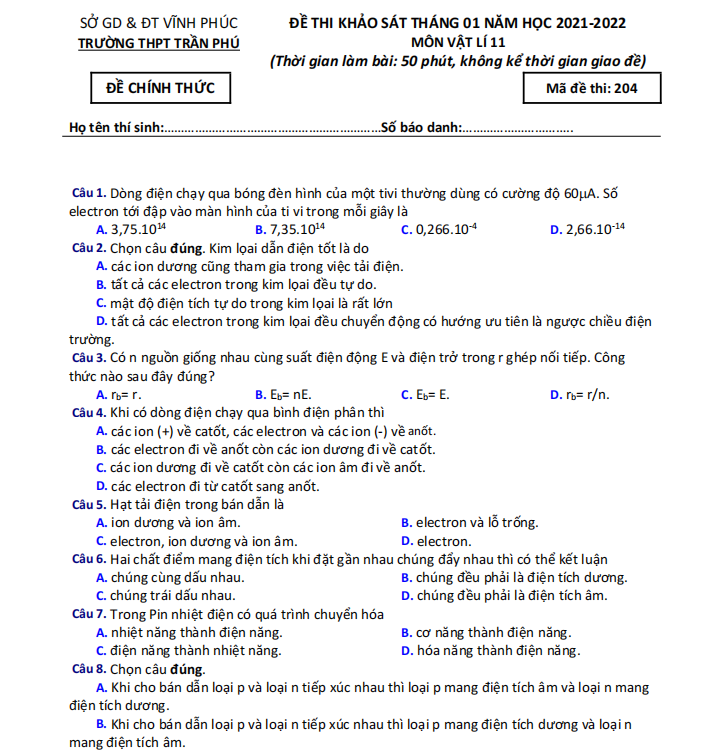 SỞ GD & ĐT VĨNH PHÚC
TRƯỜNG THPT TRẦN PHÚ
ĐỀ CHÍNH THỨC
ĐỀ THI KHẢO SÁT THÁNG 01 NĂM HỌC 2021-2022
MÔN VẬT LÍ 11
(Thời gian làm bài: 50 phút, không kể thời gian giao đề)
Mã đề thi: 204
Họ tên thí sinh:..............................................................Số báo danh:................................
Câu 1. Dòng điện chạy qua bóng đèn hình của một tivi thường dùng có cường độ 60µA. Số
electron tới đập vào màn hình của ti vi trong mỗi giây là
A. 3,75.10¹⁴ B. 7,35.10¹⁴ C. 0,266.10⁻⁴ D. 2,66.10⁻¹⁴
Câu 2. Chọn câu đúng. Kim lọai dẫn điện tốt là do
A. các ion dương cũng tham gia trong việc tải điện.
B. tất cả các electron trong kim lọai đều tự do.
C. mật độ điện tích tự do trong kim lọai là rất lớn
D. tất cả các electron trong kim lọai đều chuyển động có hướng ưu tiên là ngược chiều điện
trường.
Câu 3. Có n nguồn giống nhau cùng suất điện động E và điện trở trong r ghép nối tiếp. Công
thức nào sau đây đúng?
A. r_b= r. B. E_b= nE. C. E_b= E. D. r_b= r/n.
Câu 4. Khi có dòng điện chạy qua bình điện phân thì
A. các ion (+) về catốt, các electron và các ion (-) về anốt.
B. các electron đi về anốt còn các ion dương đi về catốt.
C. các ion dương đi về catốt còn các ion âm đi về anốt.
D. các electron đi từ catốt sang anốt.
Câu 5. Hạt tải điện trong bán dẫn là
A. ion dương và ion âm. B. electron và lỗ trống.
C. electron, ion dương và ion âm. D. electron.
Câu 6. Hai chất điểm mang điện tích khi đặt gần nhau chúng đẩy nhau thì có thể kết luận
A. chúng cùng dấu nhau. B. chúng đều phải là điện tích dương.
C. chúng trái dấu nhau. D. chúng đều phải là điện tích âm.
Câu 7. Trong Pin nhiệt điện có quá trình chuyển hóa
A. nhiệt năng thành điện năng. B. cơ năng thành điện năng.
C. điện năng thành nhiệt năng. D. hóa năng thành điện năng.
Câu 8. Chọn câu đúng.
A. Khi cho bán dẫn loại p và loại n tiếp xúc nhau thì loại p mang điện tích âm và loại n mang
điện tích dương.
B. Khi cho bán dẫn loại p và loại n tiếp xúc nhau thì loại p mang điện tích dương và loại n
mang điện tích âm.